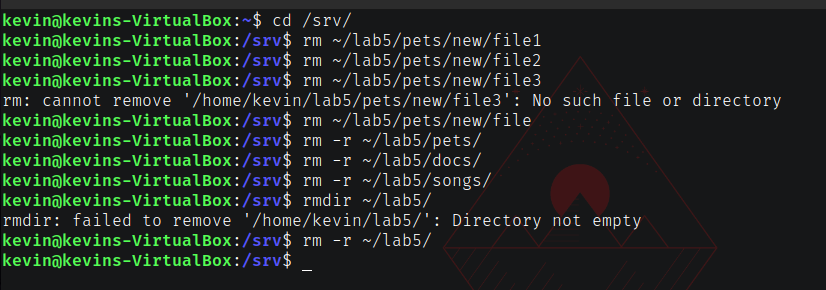 kevin@kevins-VirtualBox:~$ cd /srv/
kevin@kevins-VirtualBox:/srv$ rm ~/lab5/pets/new/file1
kevin@kevins-VirtualBox:/srv$ rm ~/lab5/pets/new/file2
kevin@kevins-VirtualBox:/srv$ rm ~/lab5/pets/new/file3
rm: cannot remove '/home/kevin/lab5/pets/new/file3': No such file or directory
kevin@kevins-VirtualBox:/srv$ rm ~/lab5/pets/new/file
kevin@kevins-VirtualBox:/srv$ rm -r ~/lab5/pets/
kevin@kevins-VirtualBox:/srv$ rm -r ~/lab5/docs/
kevin@kevins-VirtualBox:/srv$ rm -r ~/lab5/songs/
kevin@kevins-VirtualBox:/srv$ rmdir ~/lab5/
rmdir: failed to remove '/home/kevin/lab5/': Directory not empty
kevin@kevins-VirtualBox:/srv$ rm -r ~/lab5/
kevin@kevins-VirtualBox:/srv$ _